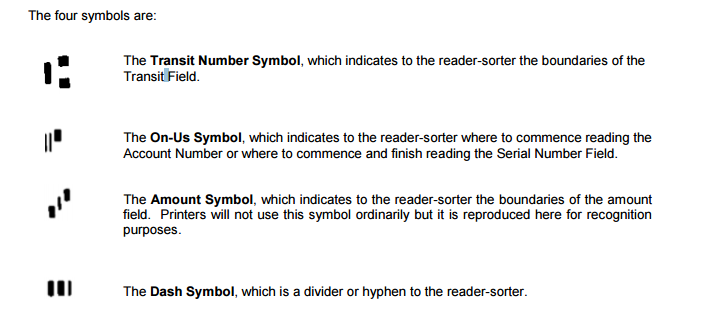 The four symbols are:
The Transit Number Symbol, which indicates to the reader-sorter the boundaries of the
Transit Field.
The On-Us Symbol, which indicates to the reader-sorter where to commence reading the
Account Number or where to commence and finish reading the Serial Number Field.
The Amount Symbol, which indicates to the reader-sorter the boundaries of the amount
field. Printers will not use this symbol ordinarily but it is reproduced here for recognition
purposes.
The Dash Symbol, which is a divider or hyphen to the reader-sorter.